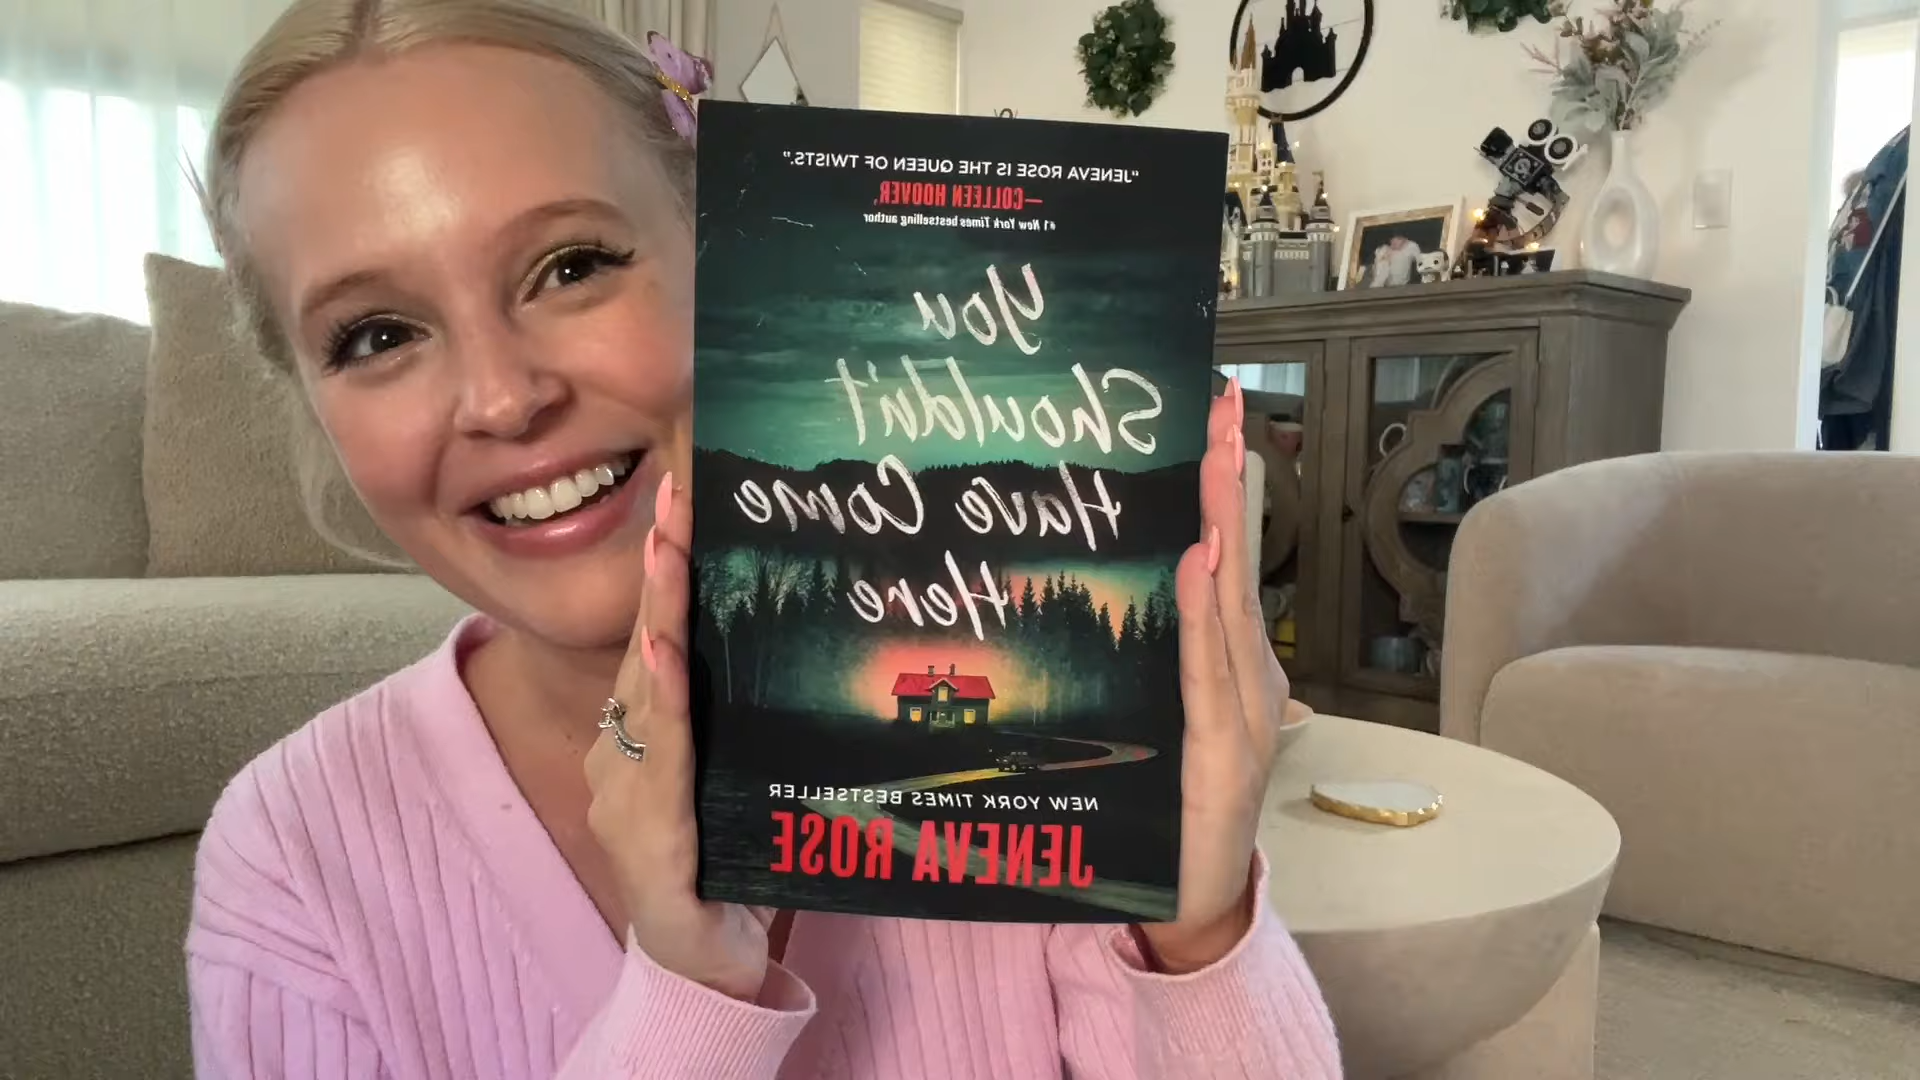 "JENEVA ROSE IS THE QUEEN OF TWISTS."
—COLLEEN HOOVER,
#1 New York Times bestselling author
You
Shouldn't
Have Come
Here
NEW YORK TIMES BESTSELLER
JENEVA ROSE